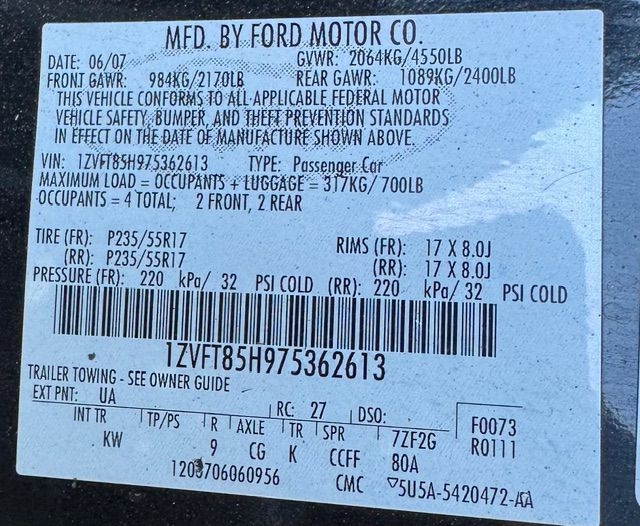 MFD. BY FORD MOTOR CO.
DATE: 06/07 GVWR: 2064KG/4550LB
FRONT GAWR: 984KG/2170LB REAR GAWR: 1089KG/2400LB
THIS VEHICLE CONFORMS TO ALL APPLICABLE FEDERAL MOTOR
VEHICLE SAFETY, BUMPER, AND THEFT PREVENTION STANDARDS
IN EFFECT ON THE DATE OF MANUFACTURE SHOWN ABOVE.
VIN: 1ZVFT85H975362613 TYPE: Passenger Car
MAXIMUM LOAD = OCCUPANTS + LUGGAGE = 317KG/700LB
OCCUPANTS = 4 TOTAL; 2 FRONT, 2 REAR
TIRE (FR): P235/55R17 RIMS (FR): 17 X 8.0J
(RR): P235/55R17 (RR): 17 X 8.0J
PRESSURE (FR): 220 kPa/ 32 PSI COLD (RR): 220 kPa/ 32 PSI COLD
1ZVFT85H975362613
TRAILER TOWING - SEE OWNER GUIDE
EXT PNT: UA RC: 27 DSO: F0073
INT TR TP/PS R AXLE TR SPR 7ZF2G R0111
KW 9 CG K CCFF 80A
1203706060956 CMC ▽5U5A-5420472-AA